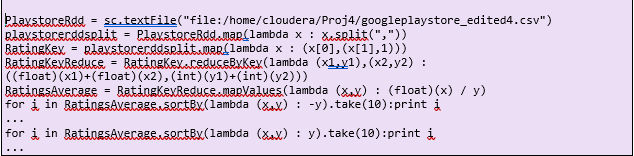 PlaystoreRdd = sc.textFile("file:/home/cloudera/Proj4/googleplaystore_edited4.csv")
playstorerddsplit = PlaystoreRdd.map(lambda x : x.split(","))
RatingKey = playstorerddsplit.map(lambda x : (x[0],(x[1],1)))
RatingKeyReduce = RatingKey.reduceByKey(lambda (x1,y1),(x2,y2) :
((float)(x1)+(float)(x2),(int)(y1)+(int)(y2)))
RatingsAverage = RatingKeyReduce.mapValues(lambda (x,y) : (float)(x) / y)
for i in RatingsAverage.sortBy(lambda (x,y) : -y).take(10):print i
...
for i in RatingsAverage.sortBy(lambda (x,y) : y).take(10):print i
...